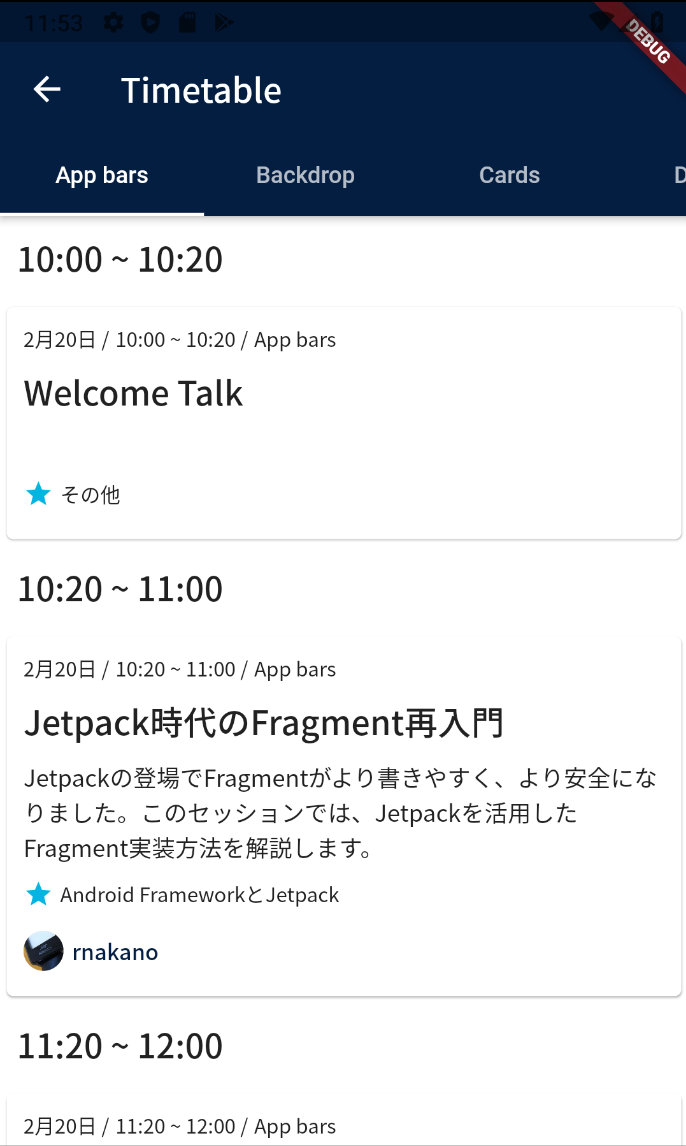 11:53
DEBUG
Timetable
App bars Backdrop Cards D
10:00 ~ 10:20
2月20日 / 10:00 ~ 10:20 / App bars
Welcome Talk
その他
10:20 ~ 11:00
2月20日 / 10:20 ~ 11:00 / App bars
Jetpack時代のFragment再入門
Jetpackの登場でFragmentがより書きやすく、より安全にな
りました。このセッションでは、Jetpackを活用した
Fragment実装方法を解説します。
Android FrameworkとJetpack
rnakano
11:20 ~ 12:00
2月20日 / 11:20 ~ 12:00 / App bars